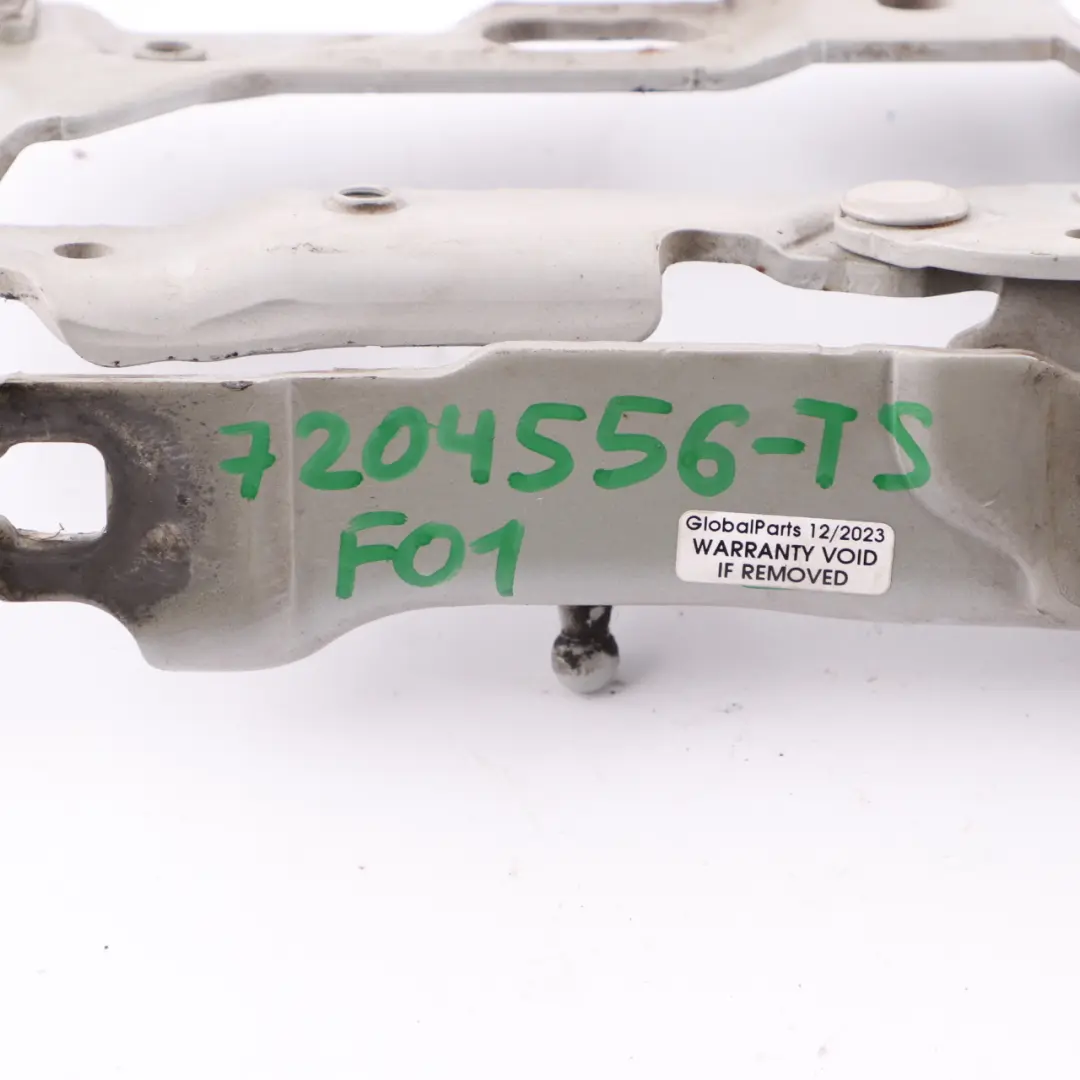 7204556-TS
F01
GlobalParts 12/2023
WARRANTY VOID
IF REMOVED